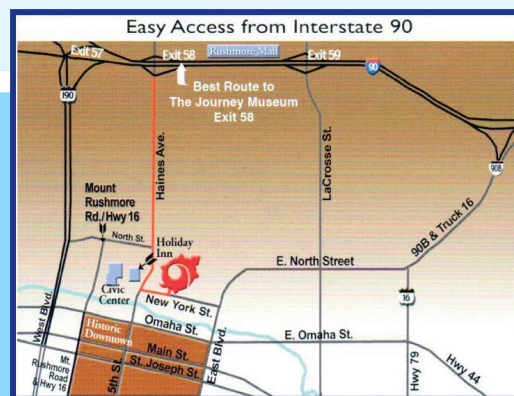 Easy Access from Interstate 90
Exit 57
Exit 58
Rushmore Mall
Exit 59
90
190
Best Route to
The Journey Museum
Exit 58
Haines Ave.
LaCrosse St.
90B
90B & Truck 16
Mount
Rushmore
Rd./Hwy 16
North St.
Holiday
Inn
Civic
Center
E. North Street
16
New York St.
West Blvd.
Historic
Downtown
Omaha St.
E. Omaha St.
East Blvd.
Main St.
St. Joseph St.
5th St.
Mt.
Rushmore
Road
& Hwy 16
Hwy 79
Hwy 44